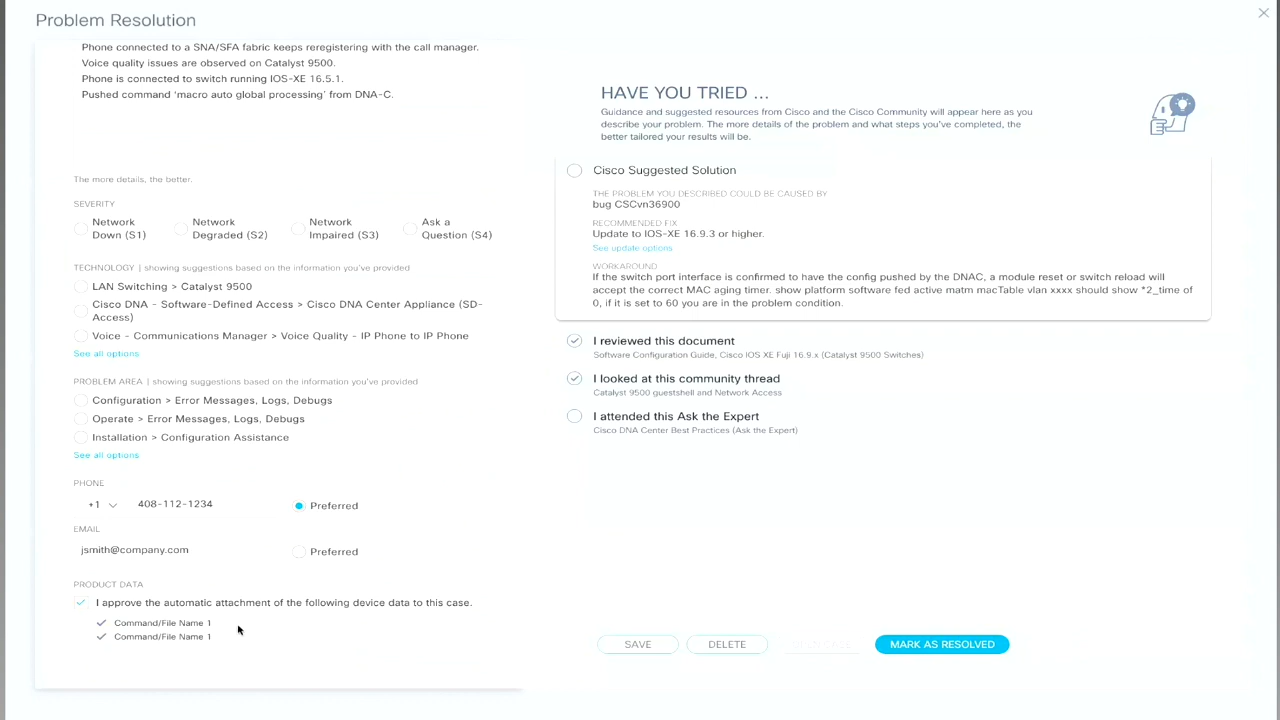 Problem Resolution
Phone connected to a SNA/SFA fabric keeps reregistering with the call manager.
Voice quality issues are observed on Catalyst 9500.
Phone is connected to switch running IOS-XE 16.5.1.
Pushed command 'macro auto global processing' from DNA-C.
The more details, the better.
SEVERITY
Network
Down (S1)
Network
Degraded (S2)
Network
Impaired (S3)
Ask a
Question (S4)
TECHNOLOGY | showing suggestions based on the information you've provided
LAN Switching > Catalyst 9500
Cisco DNA - Software-Defined Access > Cisco DNA Center Appliance (SD-
Access)
Voice - Communications Manager > Voice Quality - IP Phone to IP Phone
See all options
PROBLEM AREA | showing suggestions based on the information you've provided
Configuration > Error Messages, Logs, Debugs
Operate > Error Messages, Logs, Debugs
Installation > Configuration Assistance
See all options
PHONE
+1 408-112-1234 Preferred
EMAIL
jsmith@company.com Preferred
PRODUCT DATA
I approve the automatic attachment of the following device data to this case.
Command/File Name 1
Command/File Name 1
HAVE YOU TRIED ...
Guidance and suggested resources from Cisco and the Cisco Community will appear here as you
describe your problem. The more details of the problem and what steps you've completed, the
better tailored your results will be.
Cisco Suggested Solution
THE PROBLEM YOU DESCRIBED COULD BE CAUSED BY
bug CSCvn36900
RECOMMENDED FIX
Update to IOS-XE 16.9.3 or higher.
See update options
WORKAROUND
If the switch port interface is confirmed to have the config pushed by the DNAC, a module reset or switch reload will
accept the correct MAC aging timer. show platform software fed active matm macTable vlan xxxx should show *2_time of
0, if it is set to 60 you are in the problem condition.
I reviewed this document
Software Configuration Guide, Cisco IOS XE Fuji 16.9.x (Catalyst 9500 Switches)
I looked at this community thread
Catalyst 9500 guestshell and Network Access
I attended this Ask the Expert
Cisco DNA Center Best Practices (Ask the Expert)
SAVE
DELETE
MARK AS RESOLVED